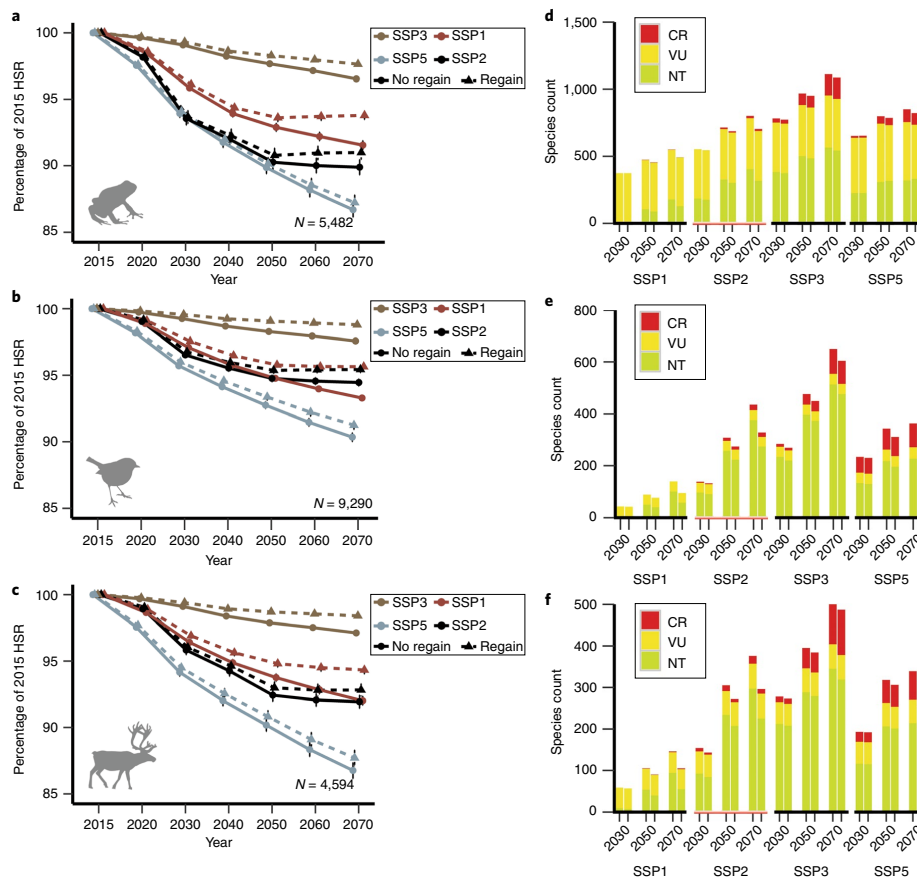 a
Percentage of 2015 HSR
100
95
90
85
SSP3 SSP1
SSP5 SSP2
No regain Regain
N = 5,482
2015 2020 2030 2040 2050 2060 2070
Year
b
Percentage of 2015 HSR
100
95
90
85
SSP3 SSP1
SSP5 SSP2
No regain Regain
N = 9,290
2015 2020 2030 2040 2050 2060 2070
Year
c
Percentage of 2015 HSR
100
95
90
85
SSP3 SSP1
SSP5 SSP2
No regain Regain
N = 4,594
2015 2020 2030 2040 2050 2060 2070
Year
d
Species count
1,500
1,000
500
0
CR
VU
NT
2030 2050 2070 2030 2050 2070 2030 2050 2070 2030 2050 2070
SSP1 SSP2 SSP3 SSP5
e
Species count
800
600
400
200
0
CR
VU
NT
2030 2050 2070 2030 2050 2070 2030 2050 2070 2030 2050 2070
SSP1 SSP2 SSP3 SSP5
f
Species count
500
400
300
200
100
0
CR
VU
NT
2030 2050 2070 2030 2050 2070 2030 2050 2070 2030 2050 2070
SSP1 SSP2 SSP3 SSP5